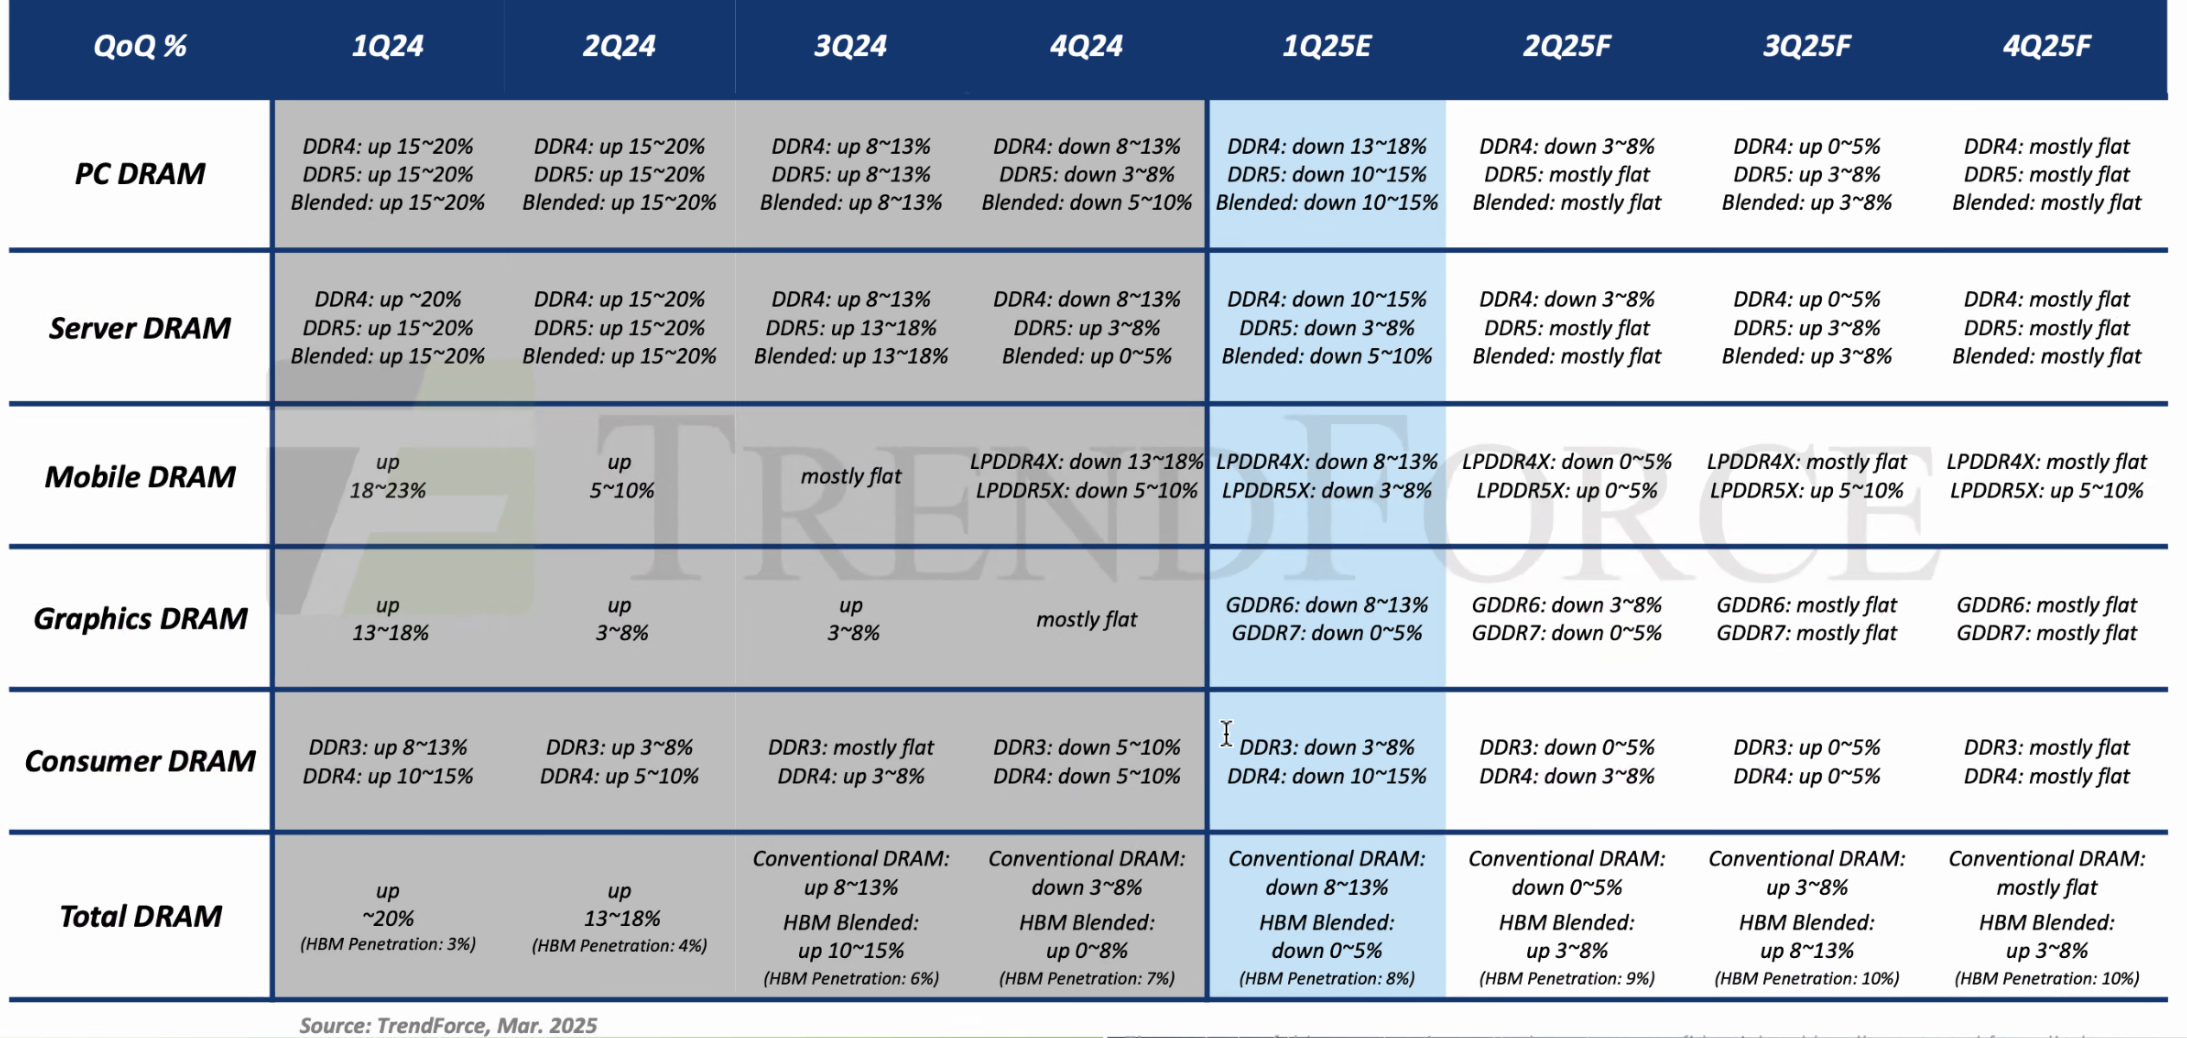 QoQ % 1Q24 2Q24 3Q24 4Q24 1Q25E 2Q25F 3Q25F 4Q25F
PC DRAM
DDR4: up 15~20% DDR4: up 15~20% DDR4: up 8~13% DDR4: down 8~13% DDR4: down 13~18% DDR4: down 3~8% DDR4: up 0~5% DDR4: mostly flat
DDR5: up 15~20% DDR5: up 15~20% DDR5: up 8~13% DDR5: down 3~8% DDR5: down 10~15% DDR5: mostly flat DDR5: up 3~8% DDR5: mostly flat
Blended: up 15~20% Blended: up 15~20% Blended: up 8~13% Blended: down 5~10% Blended: down 10~15% Blended: mostly flat Blended: up 3~8% Blended: mostly flat
Server DRAM
DDR4: up ~20% DDR4: up 15~20% DDR4: up 8~13% DDR4: down 8~13% DDR4: down 10~15% DDR4: down 3~8% DDR4: up 0~5% DDR4: mostly flat
DDR5: up 15~20% DDR5: up 15~20% DDR5: up 13~18% DDR5: up 3~8% DDR5: down 3~8% DDR5: mostly flat DDR5: up 3~8% DDR5: mostly flat
Blended: up 15~20% Blended: up 15~20% Blended: up 13~18% Blended: up 0~5% Blended: down 5~10% Blended: mostly flat Blended: up 3~8% Blended: mostly flat
TRENDFORCE
Mobile DRAM
up up mostly flat LPDDR4X: down 13~18% LPDDR4X: down 8~13% LPDDR4X: down 0~5% LPDDR4X: mostly flat LPDDR4X: mostly flat
18~23% 5~10% LPDDR5X: down 5~10% LPDDR5X: down 3~8% LPDDR5X: up 0~5% LPDDR5X: up 5~10% LPDDR5X: up 5~10%
Graphics DRAM
up up up mostly flat GDDR6: down 8~13% GDDR6: down 3~8% GDDR6: mostly flat GDDR6: mostly flat
13~18% 3~8% 3~8% GDDR7: down 0~5% GDDR7: down 0~5% GDDR7: mostly flat GDDR7: mostly flat
Consumer DRAM
DDR3: up 8~13% DDR3: up 3~8% DDR3: mostly flat DDR3: down 5~10% DDR3: down 3~8% DDR3: down 0~5% DDR3: up 0~5% DDR3: mostly flat
DDR4: up 10~15% DDR4: up 5~10% DDR4: up 3~8% DDR4: down 5~10% DDR4: down 10~15% DDR4: down 3~8% DDR4: up 0~5% DDR4: mostly flat
Total DRAM
Conventional DRAM: Conventional DRAM: Conventional DRAM: Conventional DRAM: Conventional DRAM: Conventional DRAM:
up up up 8~13% down 3~8% down 8~13% down 0~5% up 3~8% mostly flat
~20% 13~18% HBM Blended: HBM Blended: HBM Blended: HBM Blended: HBM Blended: HBM Blended:
(HBM Penetration: 3%) (HBM Penetration: 4%) up 10~15% up 0~8% down 0~5% up 3~8% up 8~13% up 3~8%
(HBM Penetration: 6%) (HBM Penetration: 7%) (HBM Penetration: 8%) (HBM Penetration: 9%) (HBM Penetration: 10%) (HBM Penetration: 10%)
Source: TrendForce, Mar. 2025